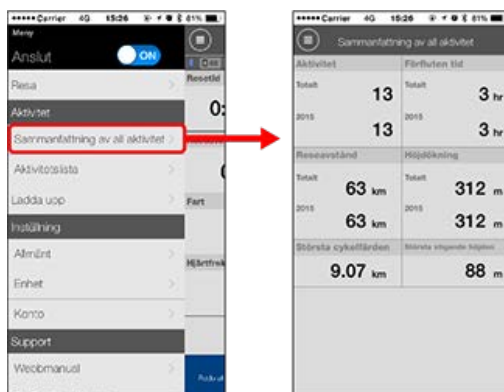 Carrier 4G 15:26 81%
Meny
Anslut ON
Resa
Aktivitet
Sammanfattning av all aktivitet
Aktivitetslista
Ladda upp
Inställning
Allmänt
Enhet
Konto
Support
Webbmanual
Restid
0:
Fart
Carrier 4G 15:26 81%
Sammanfattning av all aktivitet
Aktivitet
Totalt
13
2015
13
Förfluten tid
Totalt
3 hr
2015
3 hr
Reseavstånd
Totalt
63 km
2015
63 km
Höjdökning
Totalt
312 m
2015
312 m
Största cykelfärden
9.07 km
Största stigande höjden
88 m